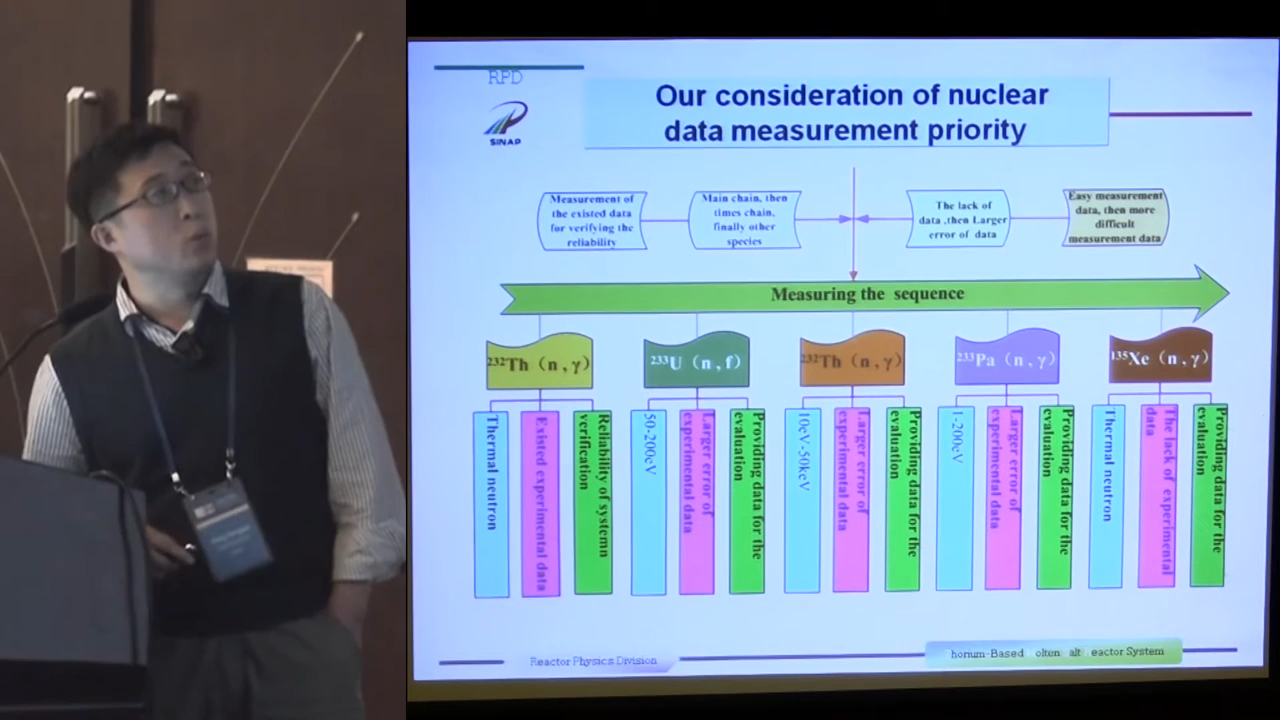 RPD
SINAP
Our consideration of nuclear
data measurement priority
Measurement of
the existed data
for verifying the
reliability
Main chain, then
times chain,
finally other
species
The lack of
data ,then Larger
error of data
Easy measurement
data, then more
difficult
measurement data
Measuring the sequence
232Th (n,γ)
233U (n,f)
232Th (n,γ)
233Pa (n,γ)
135Xe (n,γ)
Thermal neutron
Existed experimental data
Reliability of systemn
verification
50-200eV
Larger error of
experimental data
Providing data for the
evaluation
10eV-50keV
Larger error of
experimental data
Providing data for the
evaluation
1-200eV
Larger error of
experimental data
Providing data for the
evaluation
Thermal neutron
The lack of experimental
data
Providing data for the
evaluation
Reactor Physics Division
horium-Based olten alt eactor System